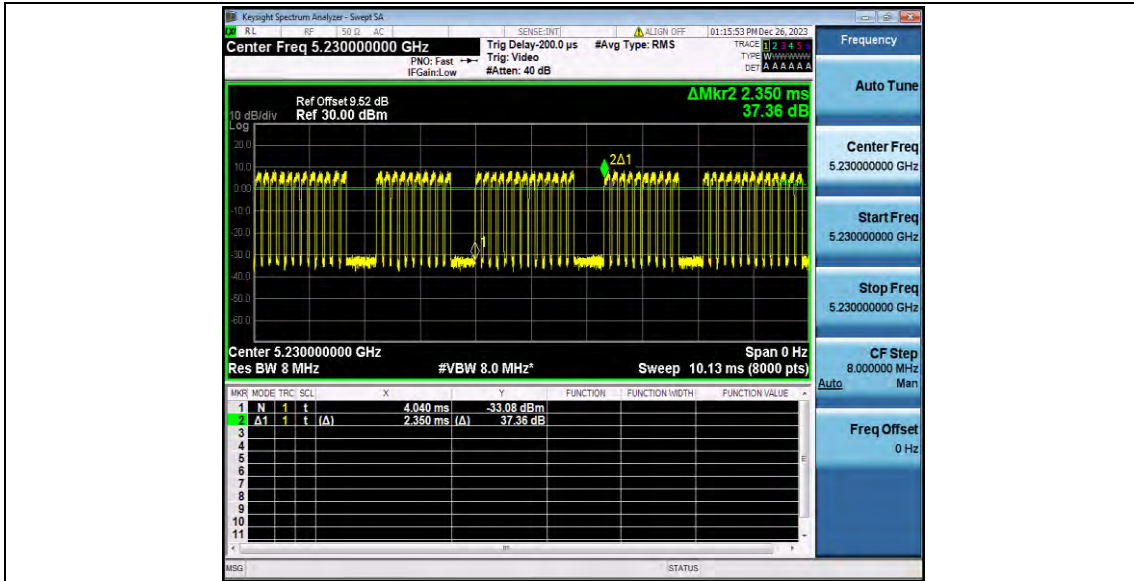 Keysight Spectrum Analyzer - Swept SA
RL RF 50 Ω AC SENSE:INT ALIGN OFF 01:15:53 PM Dec 26, 2023
Center Freq 5.230000000 GHz
PNO: Fast
IFGain:Low
Trig Delay-200.0 µs
Trig: Video
#Atten: 40 dB
#Avg Type: RMS
TRACE 1 2 3 4 5 6
TYPE W
DET A A A A A A
Ref Offset 9.52 dB
Ref 30.00 dBm
10 dB/div
Log
ΔMkr2 2.350 ms
37.36 dB
20.0
10.0
0.00
-10.0
-20.0
-30.0
-40.0
-50.0
-60.0
2Δ1
1
Center 5.230000000 GHz Span 0 Hz
Res BW 8 MHz #VBW 8.0 MHz* Sweep 10.13 ms (8000 pts)
MKR MODE TRC SCL X Y FUNCTION FUNCTION WIDTH FUNCTION VALUE
1 N 1 t 4.040 ms -33.08 dBm
2 Δ1 1 t (Δ) 2.350 ms (Δ) 37.36 dB
3
4
5
6
7
8
9
10
11
MSG STATUS
Frequency
Auto Tune
Center Freq
5.230000000 GHz
Start Freq
5.230000000 GHz
Stop Freq
5.230000000 GHz
CF Step
8.000000 MHz
Auto Man
Freq Offset
0 Hz